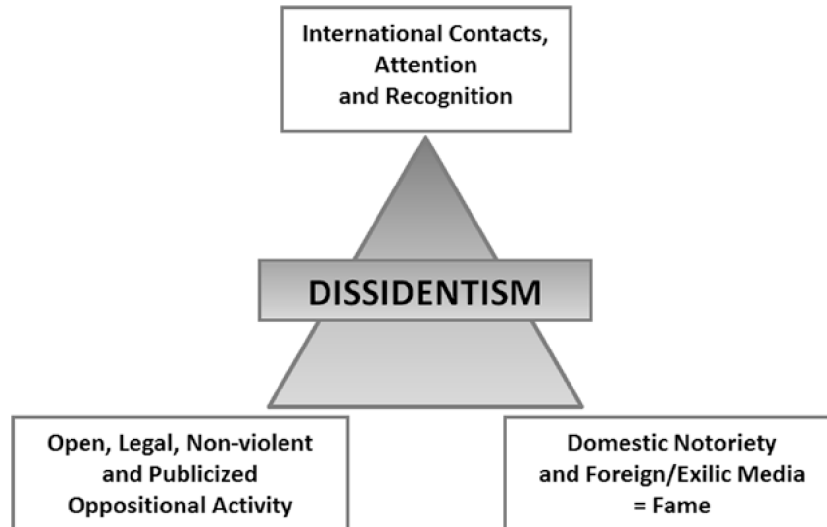 International Contacts,
Attention
and Recognition
DISSIDENTISM
Open, Legal, Non-violent
and Publicized
Oppositional Activity
Domestic Notoriety
and Foreign/Exilic Media
= Fame